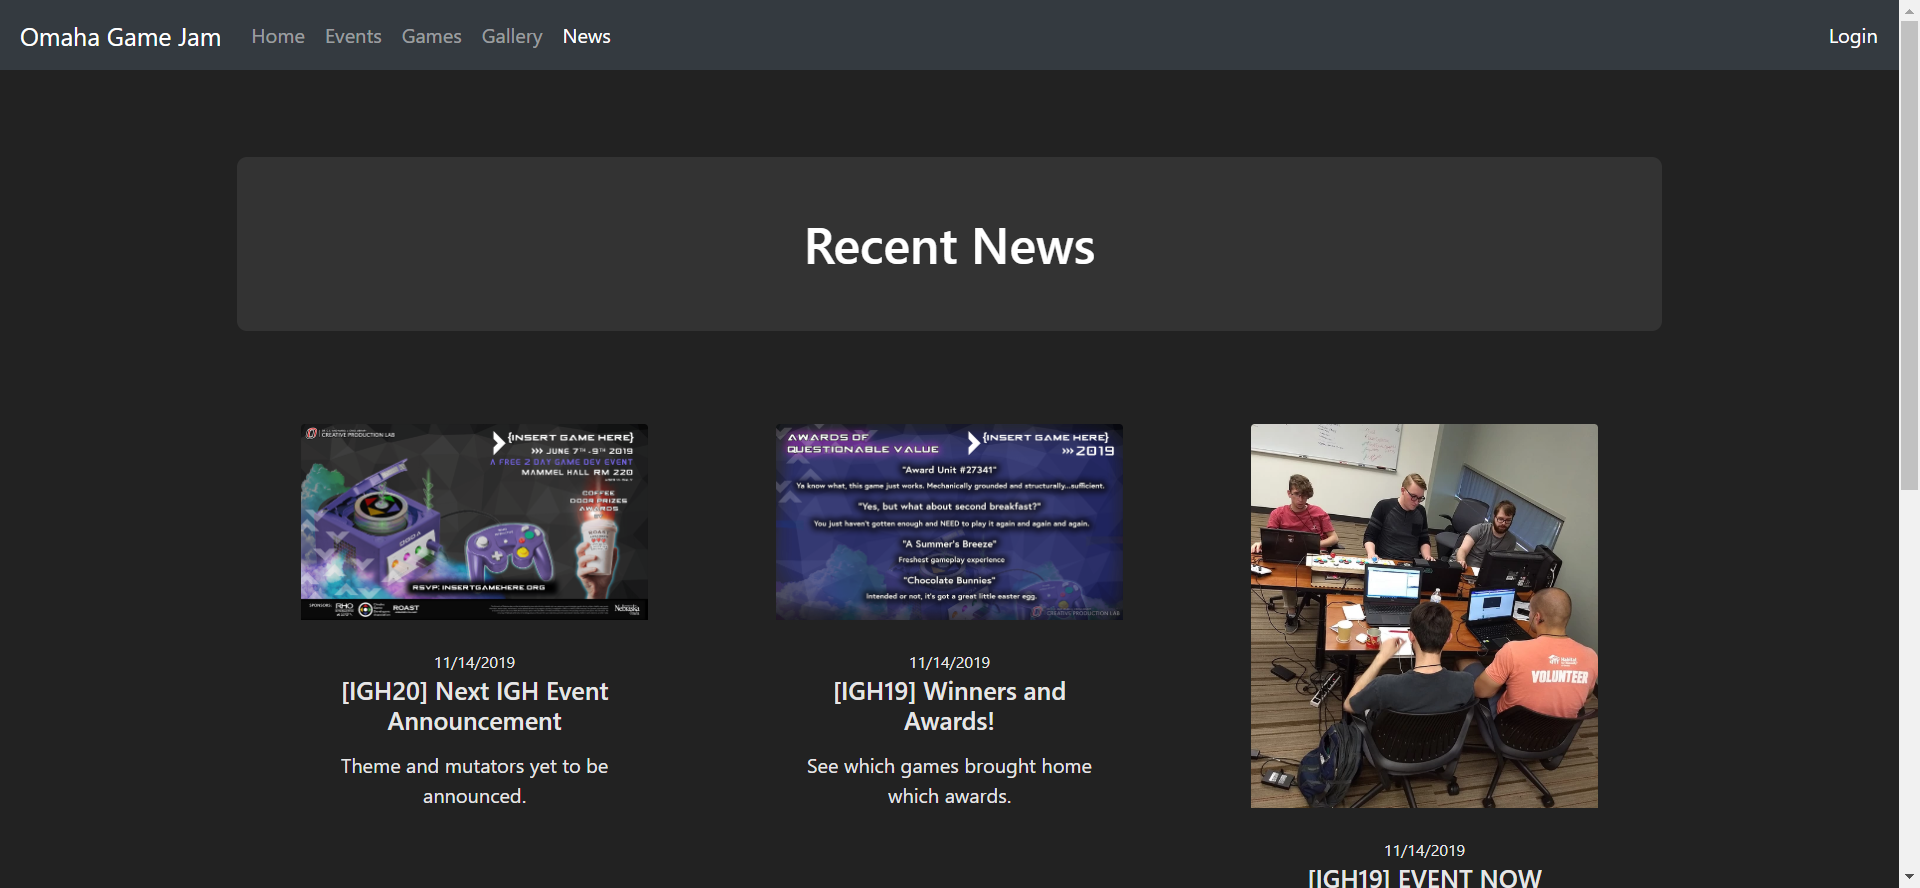 Omaha Game Jam
Home
Events
Games
Gallery
News
Login
Recent News
CREATIVE PRODUCTION LAB
{INSERT GAME HERE}
>>> JUNE 7TH -9TH 2019
A FREE 2 DAY GAME DEV EVENT
MAMMEL HALL RM 220
COFFEE
DOOR PRIZES
AWARDS
ROAST
RSVP: INSERTGAMEHERE.ORG
SPONSORS:
RHO
ROAST
Nebraska
11/14/2019
[IGH20] Next IGH Event
Announcement
Theme and mutators yet to be
announced.
AWARDS OF
QUESTIONABLE VALUE
{INSERT GAME HERE}
>>> 2019
"Award Unit #27341"
Ya know what, this game just works. Mechanically grounded and structurally...sufficient.
"Yes, but what about second breakfast?"
You just haven't gotten enough and NEED to play it again and again and again.
"A Summer's Breeze"
Freshest gameplay experience
"Chocolate Bunnies"
Intended or not, it's got a great little easter egg.
CREATIVE PRODUCTION LAB
11/14/2019
[IGH19] Winners and
Awards!
See which games brought home
which awards.
VOLUNTEER
11/14/2019
[IGH19] EVENT NOW